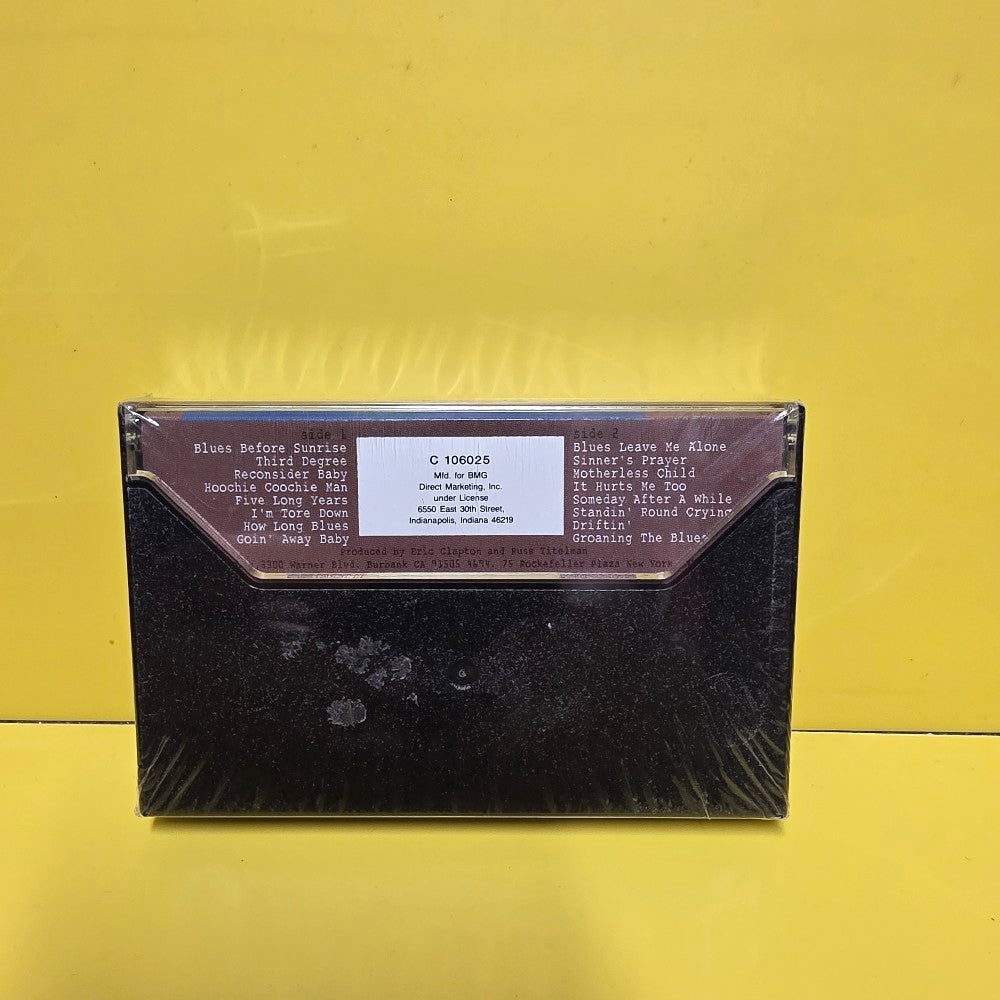 side 1
Blues Before Sunrise
Third Degree
Reconsider Baby
Hoochie Coochie Man
Five Long Years
I'm Tore Down
How Long Blues
Goin' Away Baby
C 106025
Mfd. for BMG
Direct Marketing, Inc.
under License
6550 East 30th Street,
Indianapolis, Indiana 46219
side 2
Blues Leave Me Alone
Sinner's Prayer
Motherless Child
It Hurts Me Too
Someday After A While
Standin' Round Crying
Driftin'
Groaning The Blues
Produced by Eric Clapton and Russ Titelman
3300 Warner Blvd. Burbank CA 91505 4694. 75 Rockefeller Plaza New York